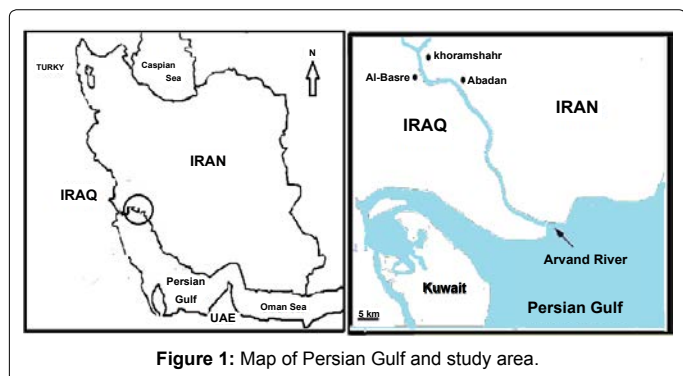 N
TURKY
Caspian
Sea
IRAN
IRAQ
Persian
Gulf
UAE
Oman Sea
khoramshahr
Al-Basre
Abadan
IRAQ
IRAN
Arvand River
Kuwait
Persian Gulf
5 km
Figure 1: Map of Persian Gulf and study area.